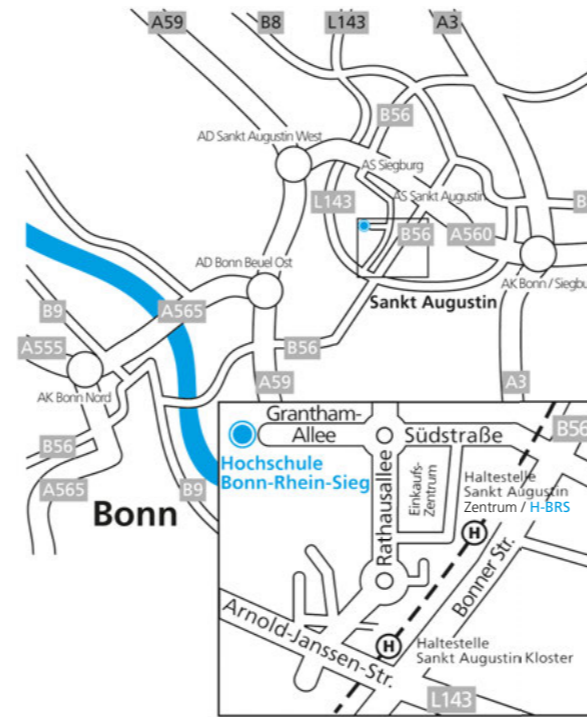 A59
B8
L143
A3
B56
AD Sankt Augustin West
AS Siegburg
AS Sankt Augustin
L143
B56
A560
AD Bonn Beuel Ost
Sankt Augustin
B9
A565
A555
B56
AK Bonn Nord
A59
A3
B56
A565
B9
Bonn
Grantham-
Allee
Südstraße
B56
Hochschule
Bonn-Rhein-Sieg
Rathausallee
Einkaufs-
Zentrum
Haltestelle
Sankt Augustin
Zentrum / H-BRS
H
Bonner Str.
Arnold-Janssen-Str.
H
Haltestelle
Sankt Augustin Kloster
L143
AK Bonn / Siegbu